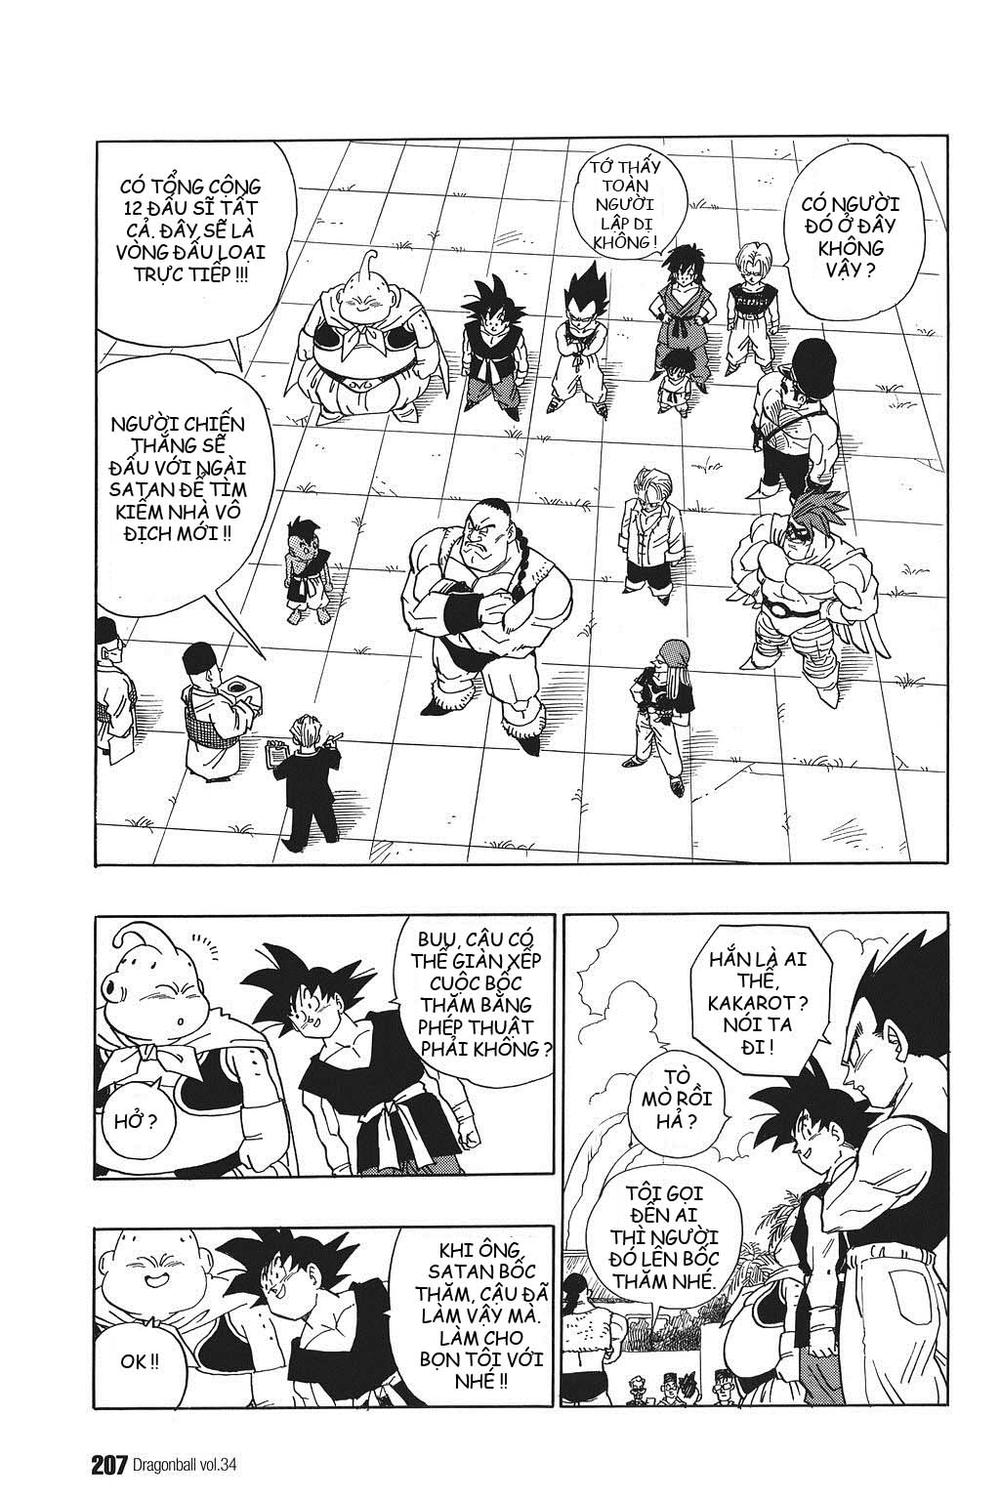 CÓ TỔNG CỘNG
12 ĐẤU SĨ TẤT
CẢ. ĐÂY SẼ LÀ
VÒNG ĐẤU LOẠI
TRỰC TIẾP !!!
TỚ THẤY
TOÀN
NGƯỜI
LẬP DỊ
KHÔNG !
CÓ NGƯỜI
ĐÓ Ở ĐÂY
KHÔNG
VẬY ?
NGƯỜI CHIẾN
THẮNG SẼ
ĐẤU VỚI NGÀI
SATAN ĐỂ TÌM
KIẾM NHÀ VÔ
ĐỊCH MỚI !!
BUU, CẬU CÓ
THỂ GIÀN XẾP
CUỘC BỐC
THĂM BẰNG
PHÉP THUẬT
PHẢI KHÔNG ?
HỞ ?
HẮN LÀ AI
THẾ,
KAKAROT ?
NÓI TA
ĐI !
TÒ
MÒ RỒI
HẢ ?
TÔI GỌI
ĐẾN AI
THÌ NGƯỜI
ĐÓ LÊN BỐC
THĂM NHÉ.
KHI ÔNG
SATAN BỐC
THĂM, CẬU ĐÃ
LÀM VẬY MÀ.
LÀM CHO
BỌN TÔI VỚI
NHÉ !!
OK !!
207 Dragonball vol.34